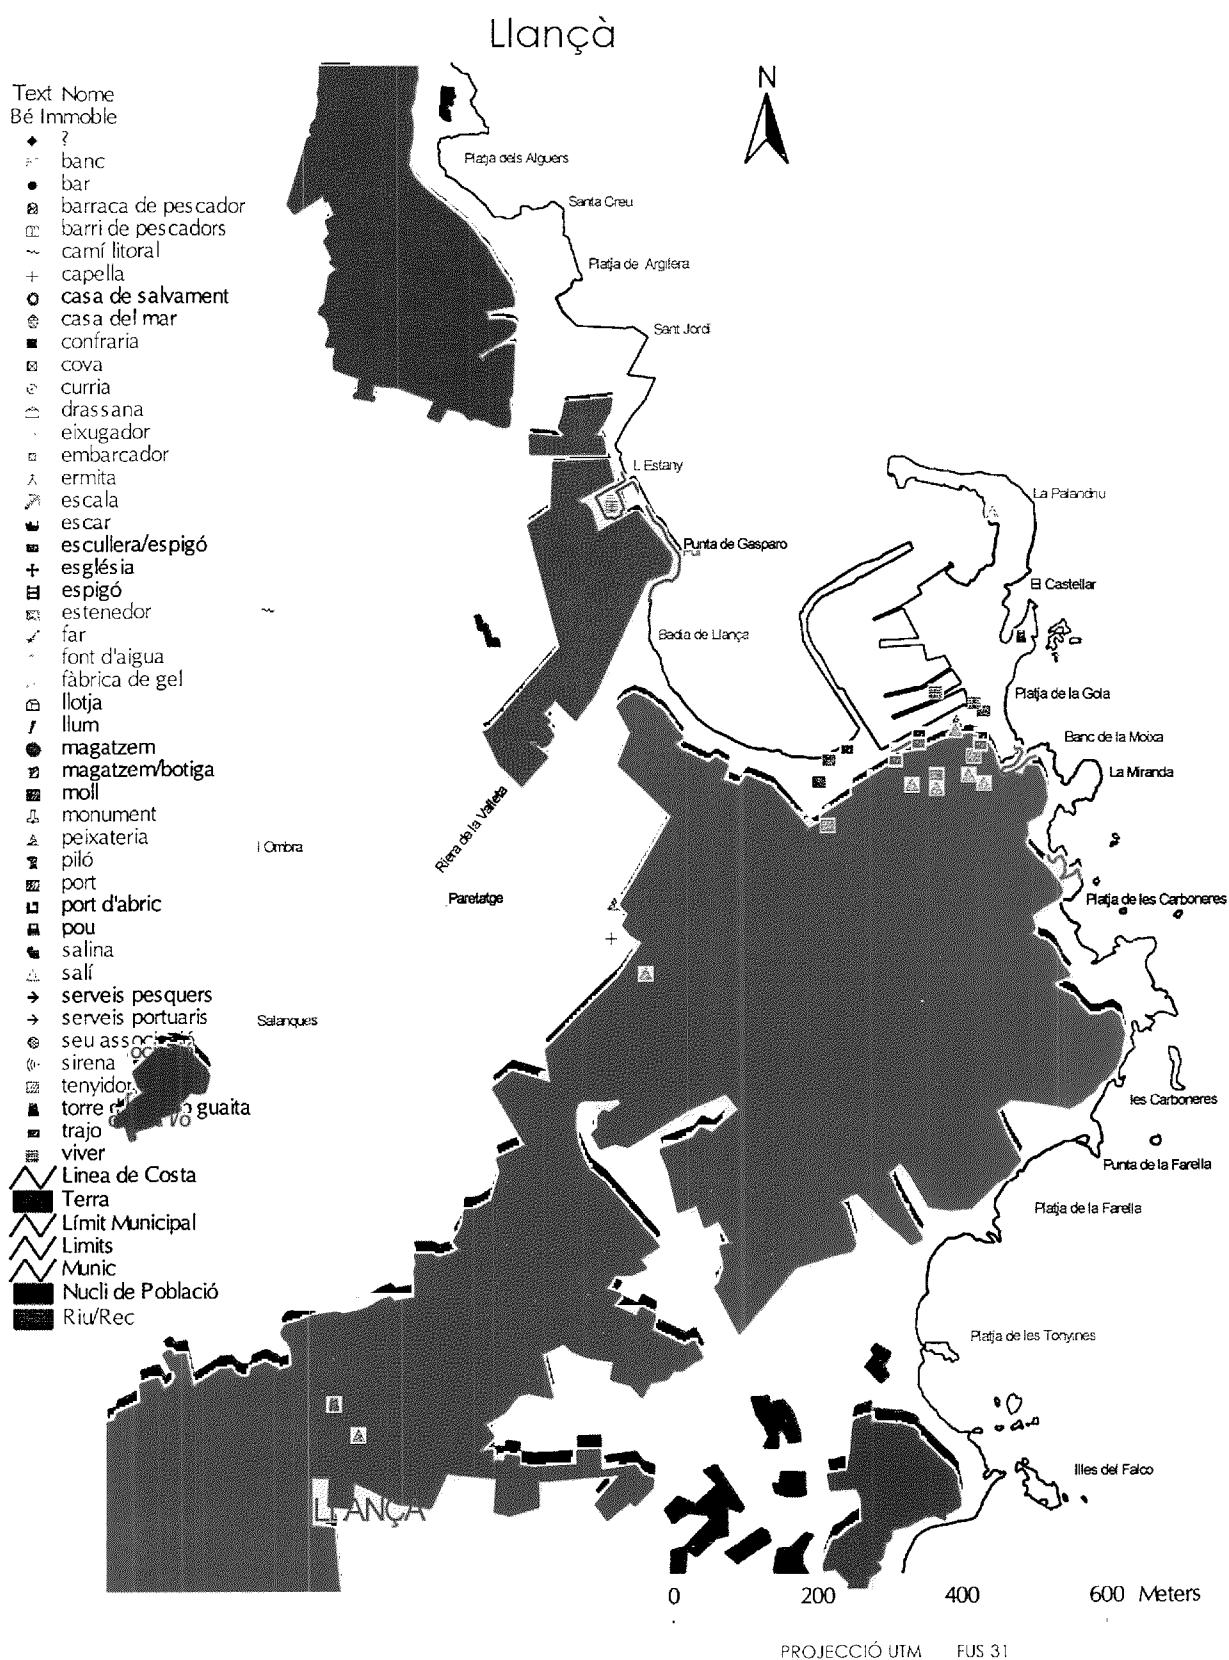 Llançà
N
Text Nome
Bé Immoble
?
banc
bar
barraca de pescador
barri de pescadors
camí litoral
capella
casa de salvament
casa del mar
confraria
cova
curria
drassana
eixugador
embarcador
ermita
escala
escar
escullera/espigó
església
espigó
estenedor
far
font d'aigua
fàbrica de gel
llotja
llum
magatzem
magatzem/botiga
moll
monument
peixateria
piló
port
port d'abric
pou
salina
salí
serveis pesquers
serveis portuaris
seu
sirena
torre guaita
trajo
viver
Linea de Costa
Terra
Límit Municipal
Limits
Munic
Nucli de Població
Riu/Rec
Platja dels Alguers
Santa Creu
Platja de Argilera
Sant Jordi
L Estany
La Palandriu
Punta de Gasparo
El Castellar
Badia de Llança
Platja de la Gola
Banc de la Moixa
La Miranda
Riera de la Valleta
l Ombra
Paretatge
Platja de les Carboneres
Salanques
les Carboneres
Punta de la Farella
Platja de la Farella
Platja de les Tonyines
Illes del Falco
LLANÇA
0 200 400 600 Meters
PROJECCIÓ UTM FUS 31